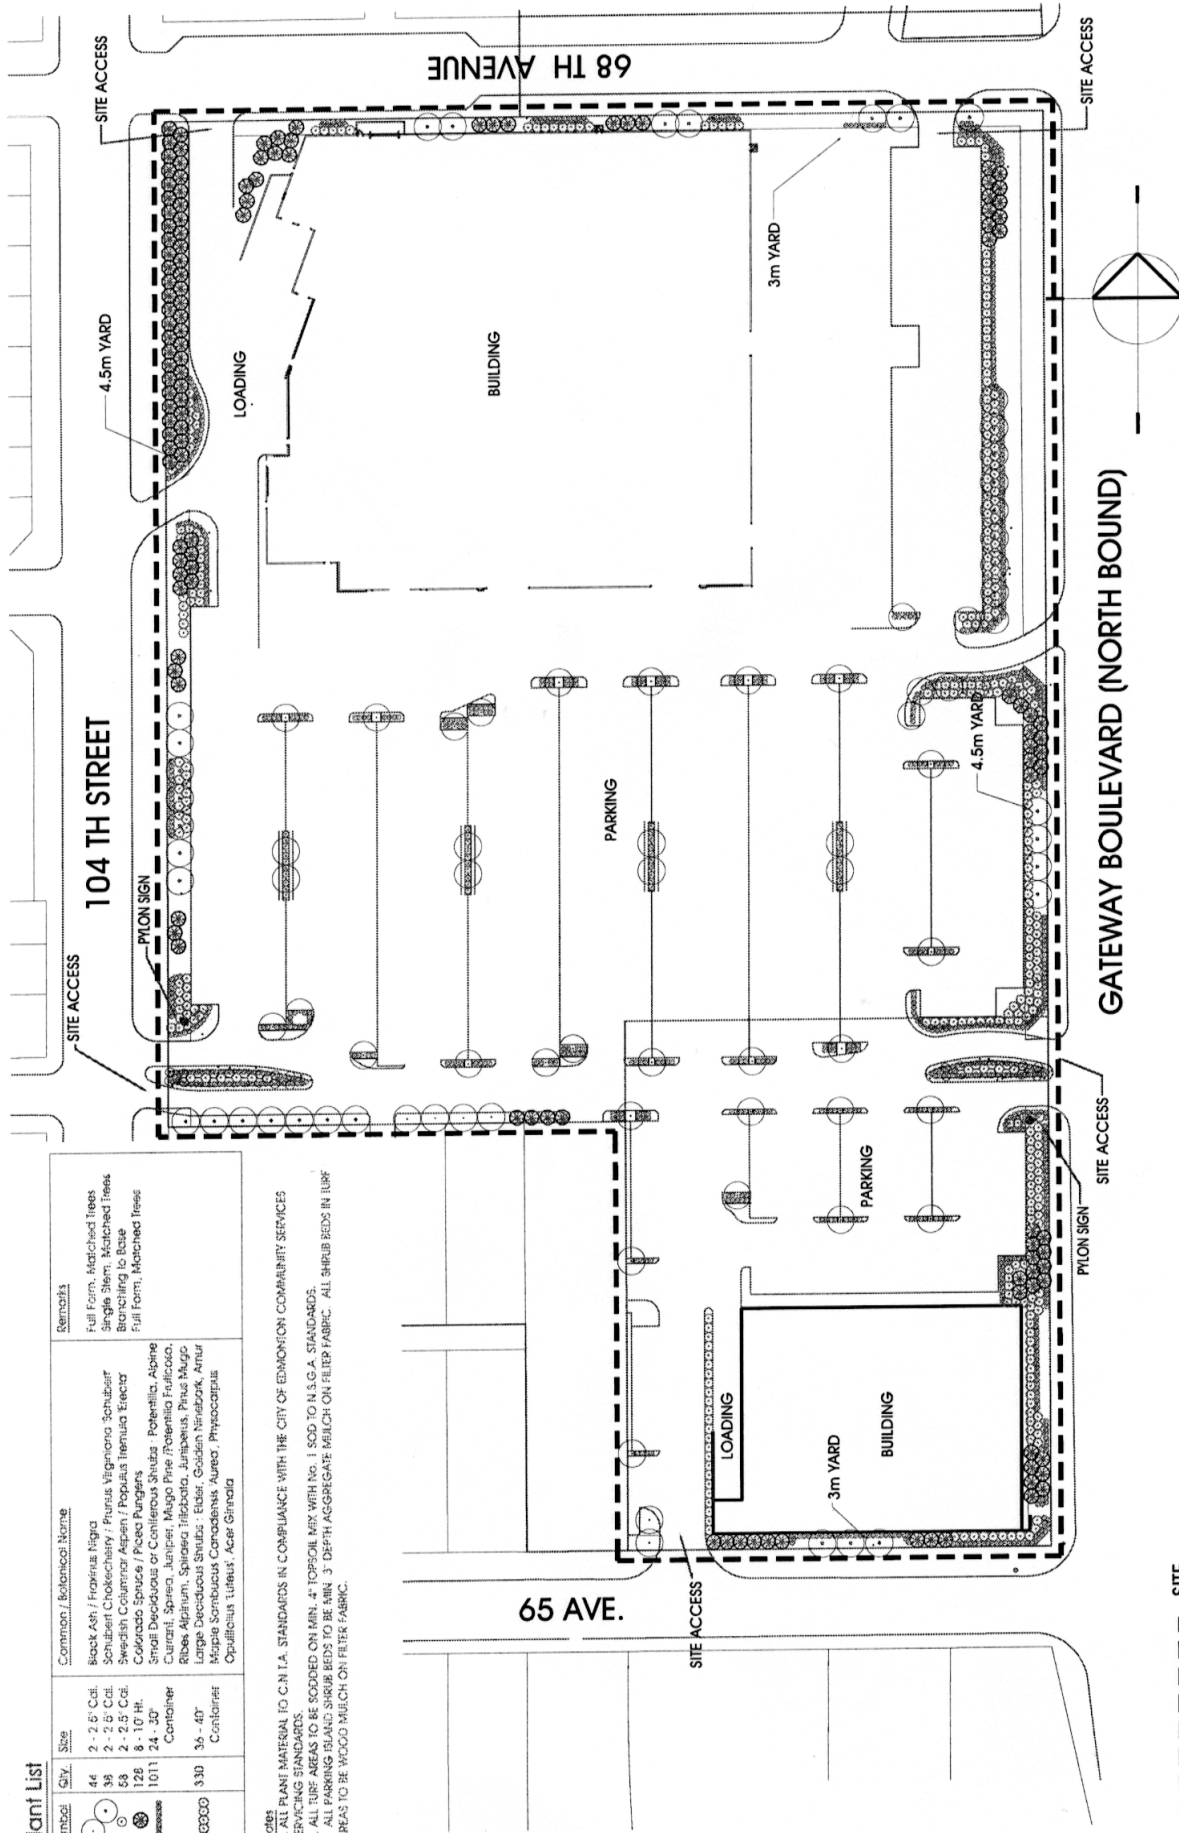 68 TH AVENUE
SITE ACCESS
SITE ACCESS
4.5m YARD
LOADING
BUILDING
3m YARD
104 TH STREET
SITE ACCESS
PYLON SIGN
PARKING
4.5m YARD
GATEWAY BOULEVARD (NORTH BOUND)
SITE ACCESS
PYLON SIGN
PARKING
LOADING
BUILDING
3m YARD
65 AVE.
SITE ACCESS
SITE
ant List
Qty. Size Common / Botanical Name Remarks
44 2 - 2.5" Cal. Black Ash / Fraxinus Nigra Full Form, Matched Trees
38 2 - 2.5" Cal. Schubert Chokecherry / Prunus Virginiana 'Schubert' Single Stem, Matched Trees
58 2 - 2.5" Cal. Swedish Columnar Aspen / Populus Tremula 'Erecta' Branching to Base
128 8 - 10' Ht. Colorado Spruce / Picea Pungens Full Form, Matched Trees
1011 24 - 30" Container Small Deciduous or Coniferous Shrubs : Potentilla, Alpine
Currant, Spirea, Juniper, Mugo Pine /Potentilla Fruticosa,
Ribes Alpinum, Spiraea Trilobata, Juniperus, Pinus Mugo
330 36 - 40" Container Large Deciduous Shrubs : Elder, Golden Ninebark, Amur
Maple Sambucus Canadensis 'Aurea', Physocarpus
Opulifolius 'Luteus', Acer Ginnala
ALL PLANT MATERIAL TO C.N.T.A. STANDARDS IN COMPLIANCE WITH THE CITY OF EDMONTON COMMUNITY SERVICES
SERVICING STANDARDS.
ALL TURF AREAS TO BE SODDED ON MIN. 4" TOPSOIL MIX WITH No. 1 SOD TO N.S.G.A. STANDARDS.
ALL PARKING ISLAND SHRUB BEDS TO BE MIN. 3" DEPTH AGGREGATE MULCH ON FILTER FABRIC. ALL SHRUB BEDS IN TURF
AREAS TO BE WOOD MULCH ON FILTER FABRIC.